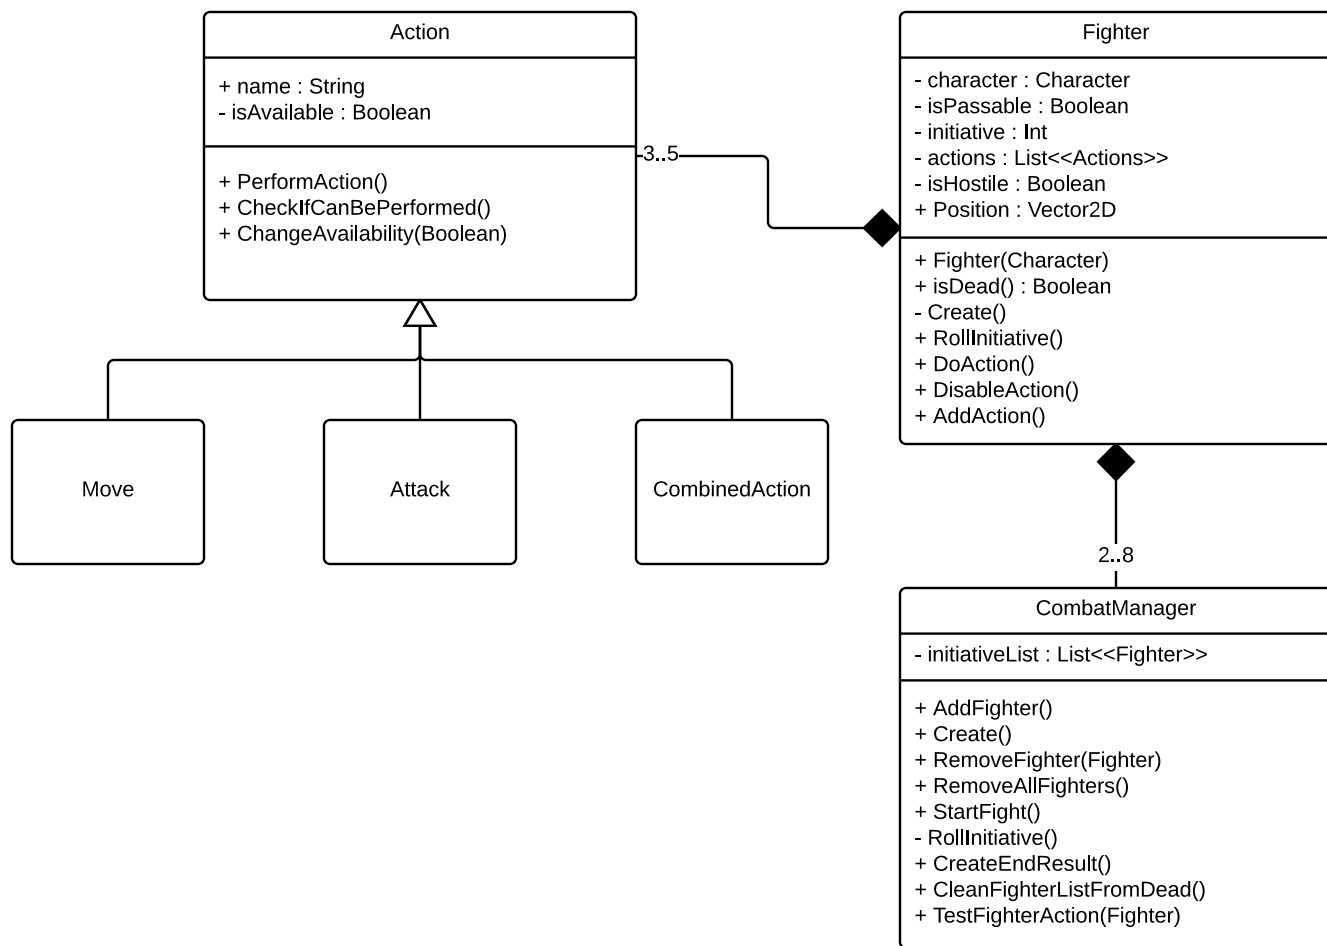 Action
+ name : String
- isAvailable : Boolean
+ PerformAction()
+ CheckIfCanBePerformed()
+ ChangeAvailability(Boolean)
3..5
Fighter
- character : Character
- isPassable : Boolean
- initiative : Int
- actions : List<<Actions>>
- isHostile : Boolean
+ Position : Vector2D
+ Fighter(Character)
+ isDead() : Boolean
- Create()
+ RollInitiative()
+ DoAction()
+ DisableAction()
+ AddAction()
Move
Attack
CombinedAction
2..8
CombatManager
- initiativeList : List<<Fighter>>
+ AddFighter()
+ Create()
+ RemoveFighter(Fighter)
+ RemoveAllFighters()
+ StartFight()
- RollInitiative()
+ CreateEndResult()
+ CleanFighterListFromDead()
+ TestFighterAction(Fighter)